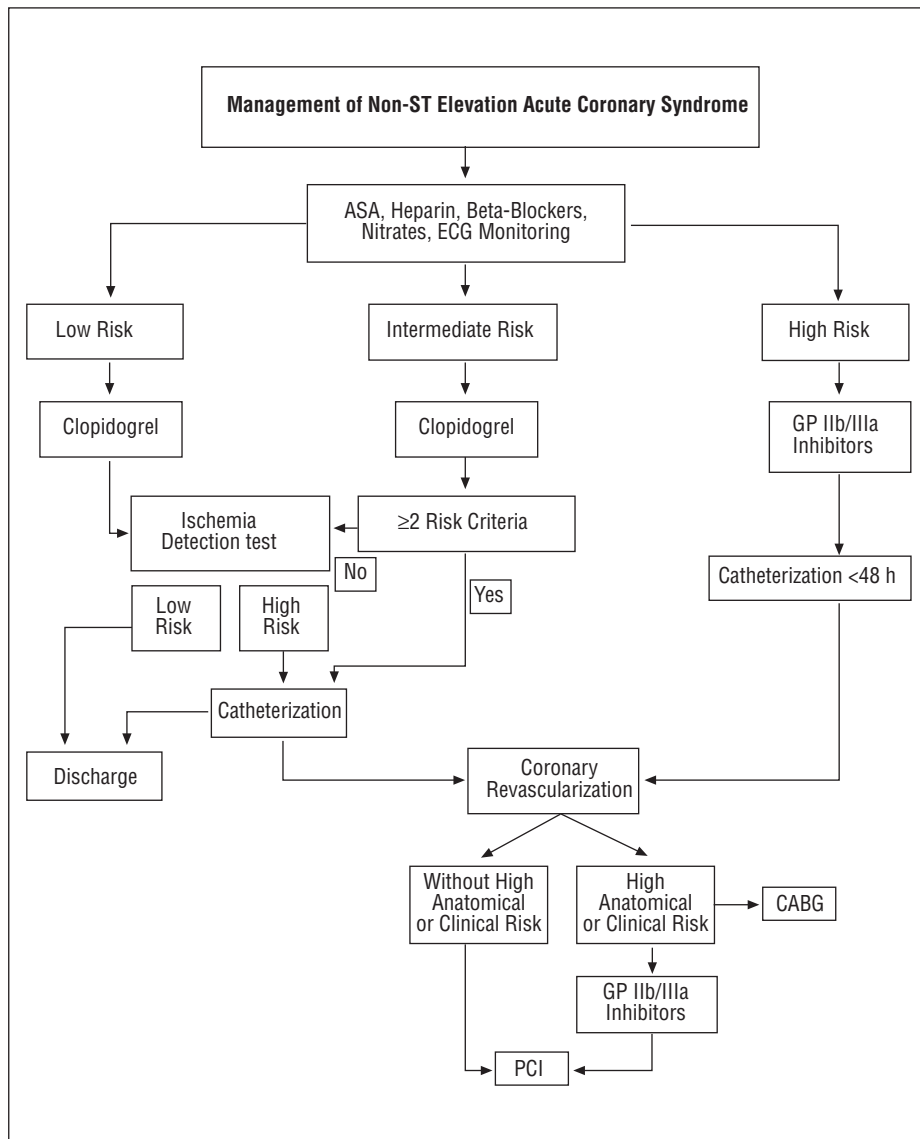 Management of Non-ST Elevation Acute Coronary Syndrome
ASA, Heparin, Beta-Blockers,
Nitrates, ECG Monitoring
Low Risk
Intermediate Risk
High Risk
Clopidogrel
Clopidogrel
GP IIb/IIIa
Inhibitors
Ischemia
Detection test
≥2 Risk Criteria
No
Yes
Catheterization <48 h
Low
Risk
High
Risk
Catheterization
Discharge
Coronary
Revascularization
Without High
Anatomical
or Clinical Risk
High
Anatomical
or Clinical Risk
CABG
GP IIb/IIIa
Inhibitors
PCI